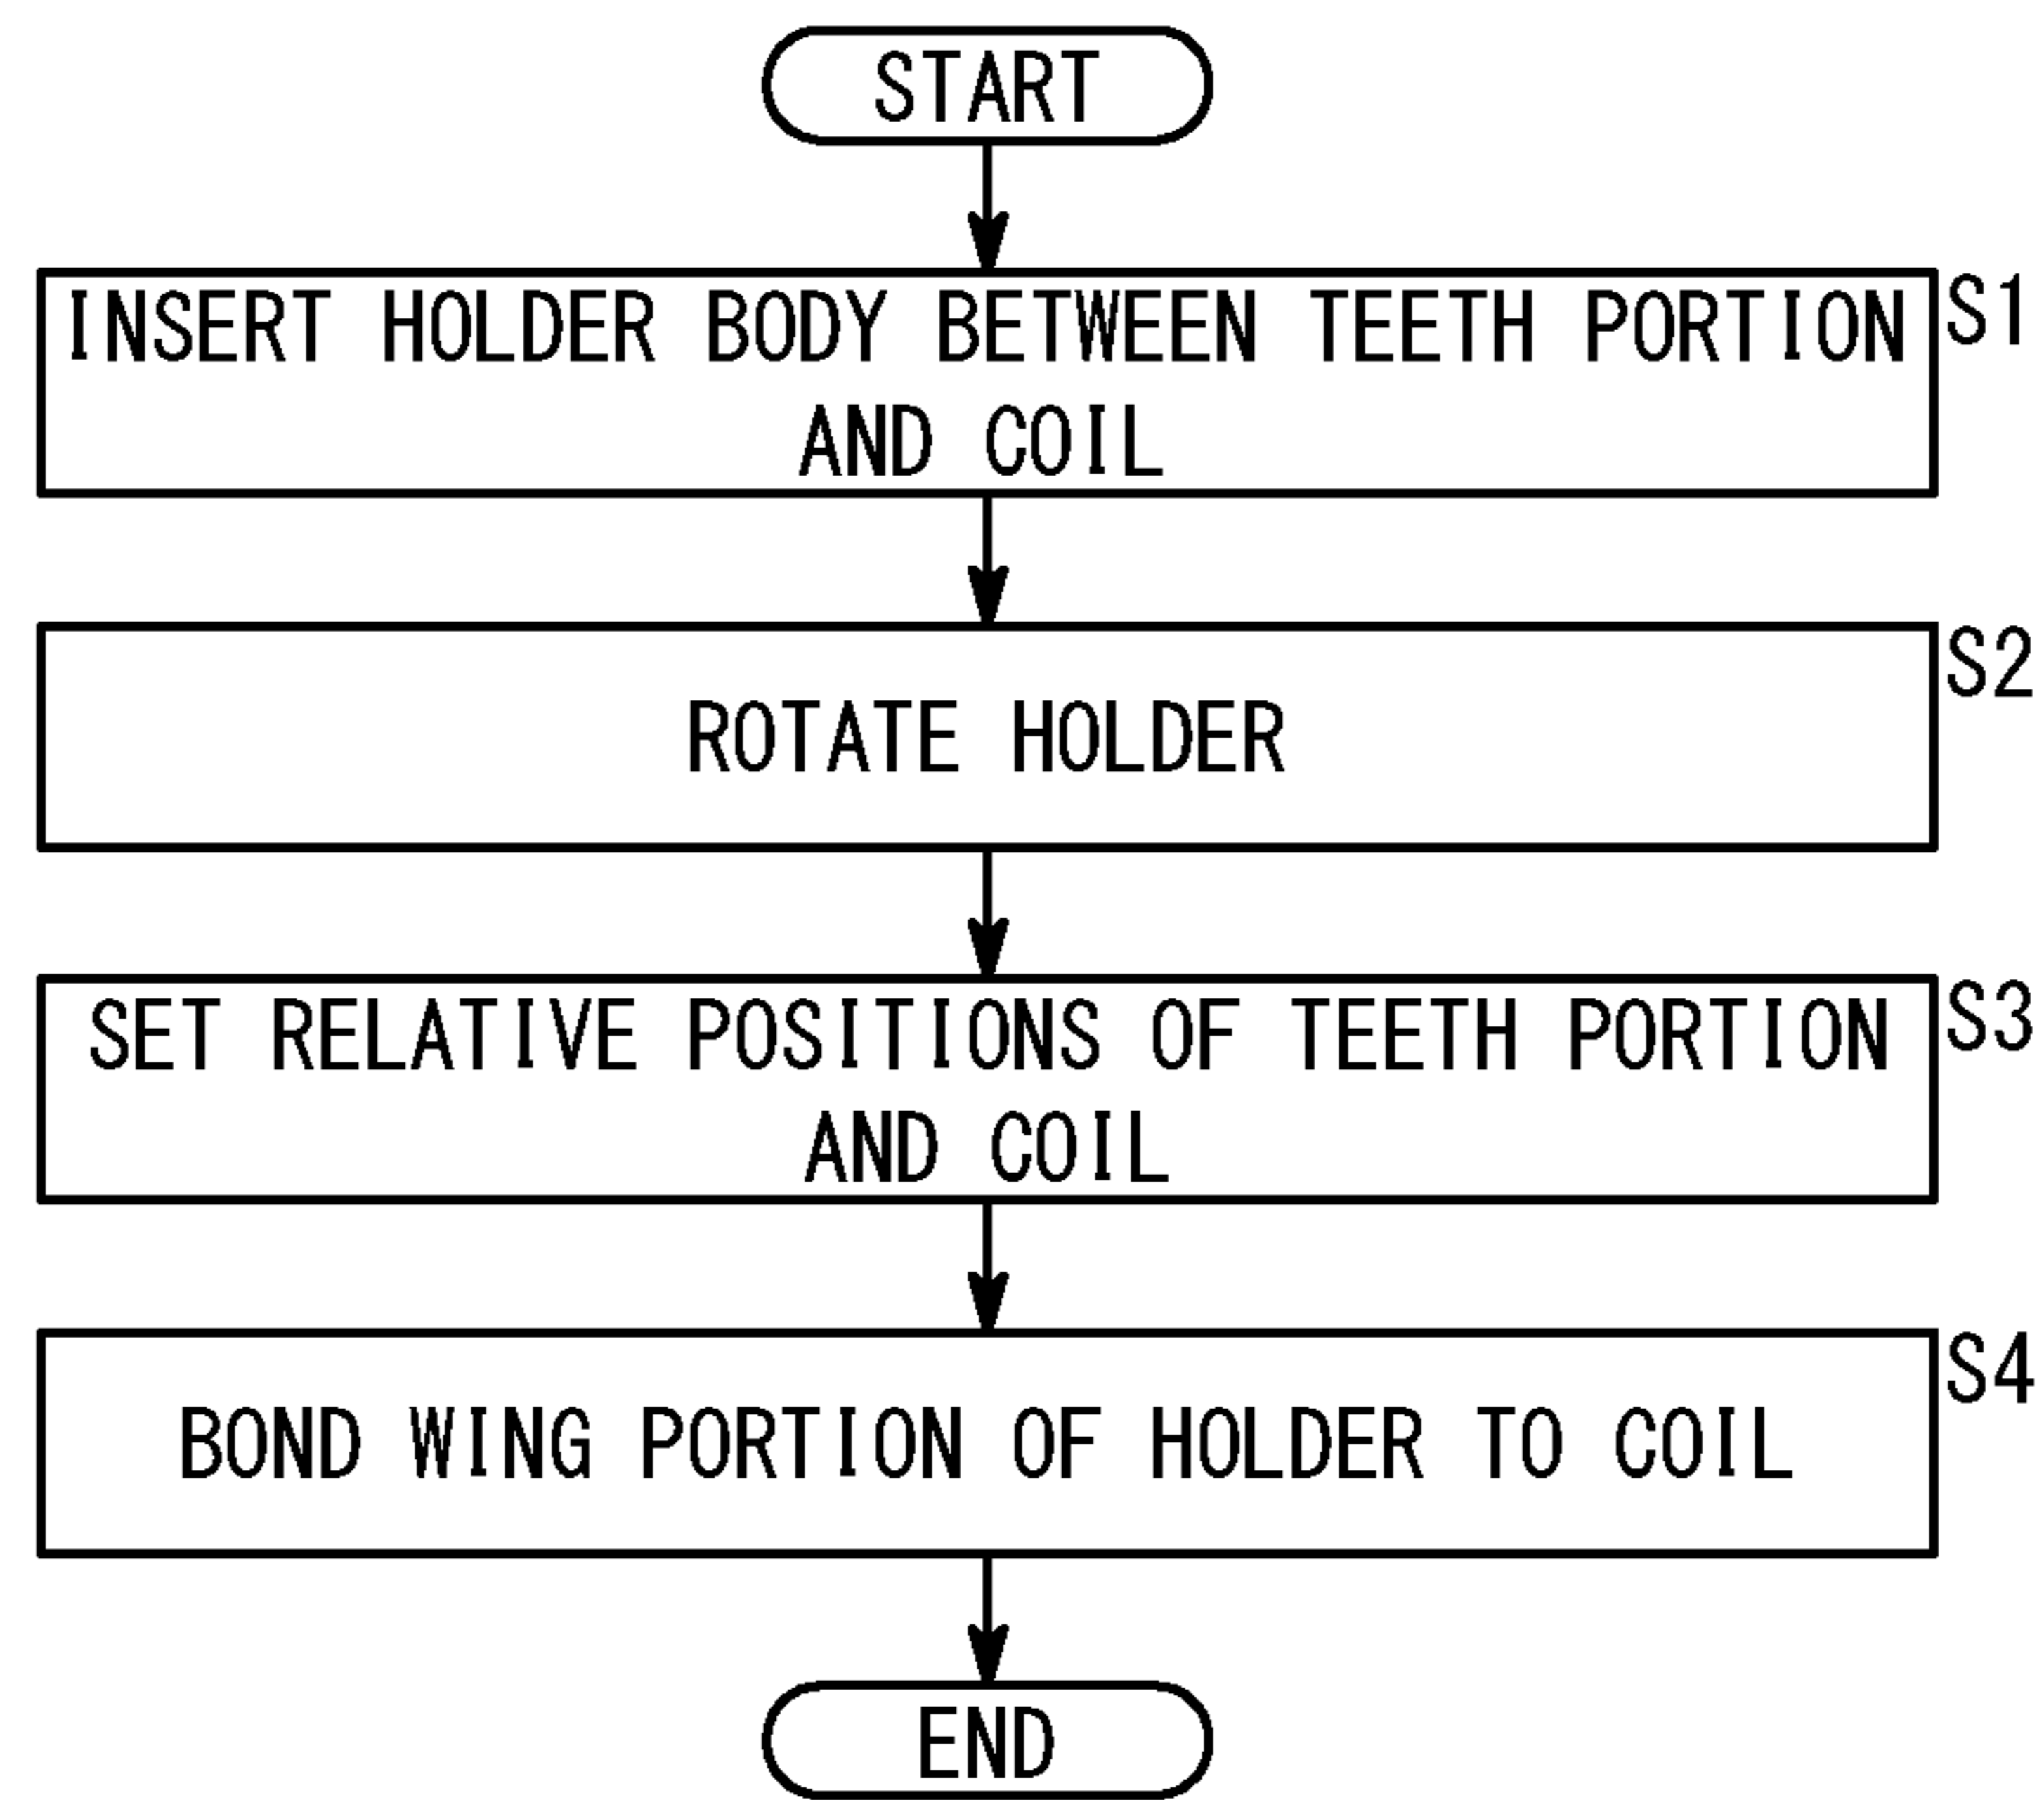 START
INSERT HOLDER BODY BETWEEN TEETH PORTION
AND COIL
S1
ROTATE HOLDER
S2
SET RELATIVE POSITIONS OF TEETH PORTION
AND COIL
S3
BOND WING PORTION OF HOLDER TO COIL
S4
END